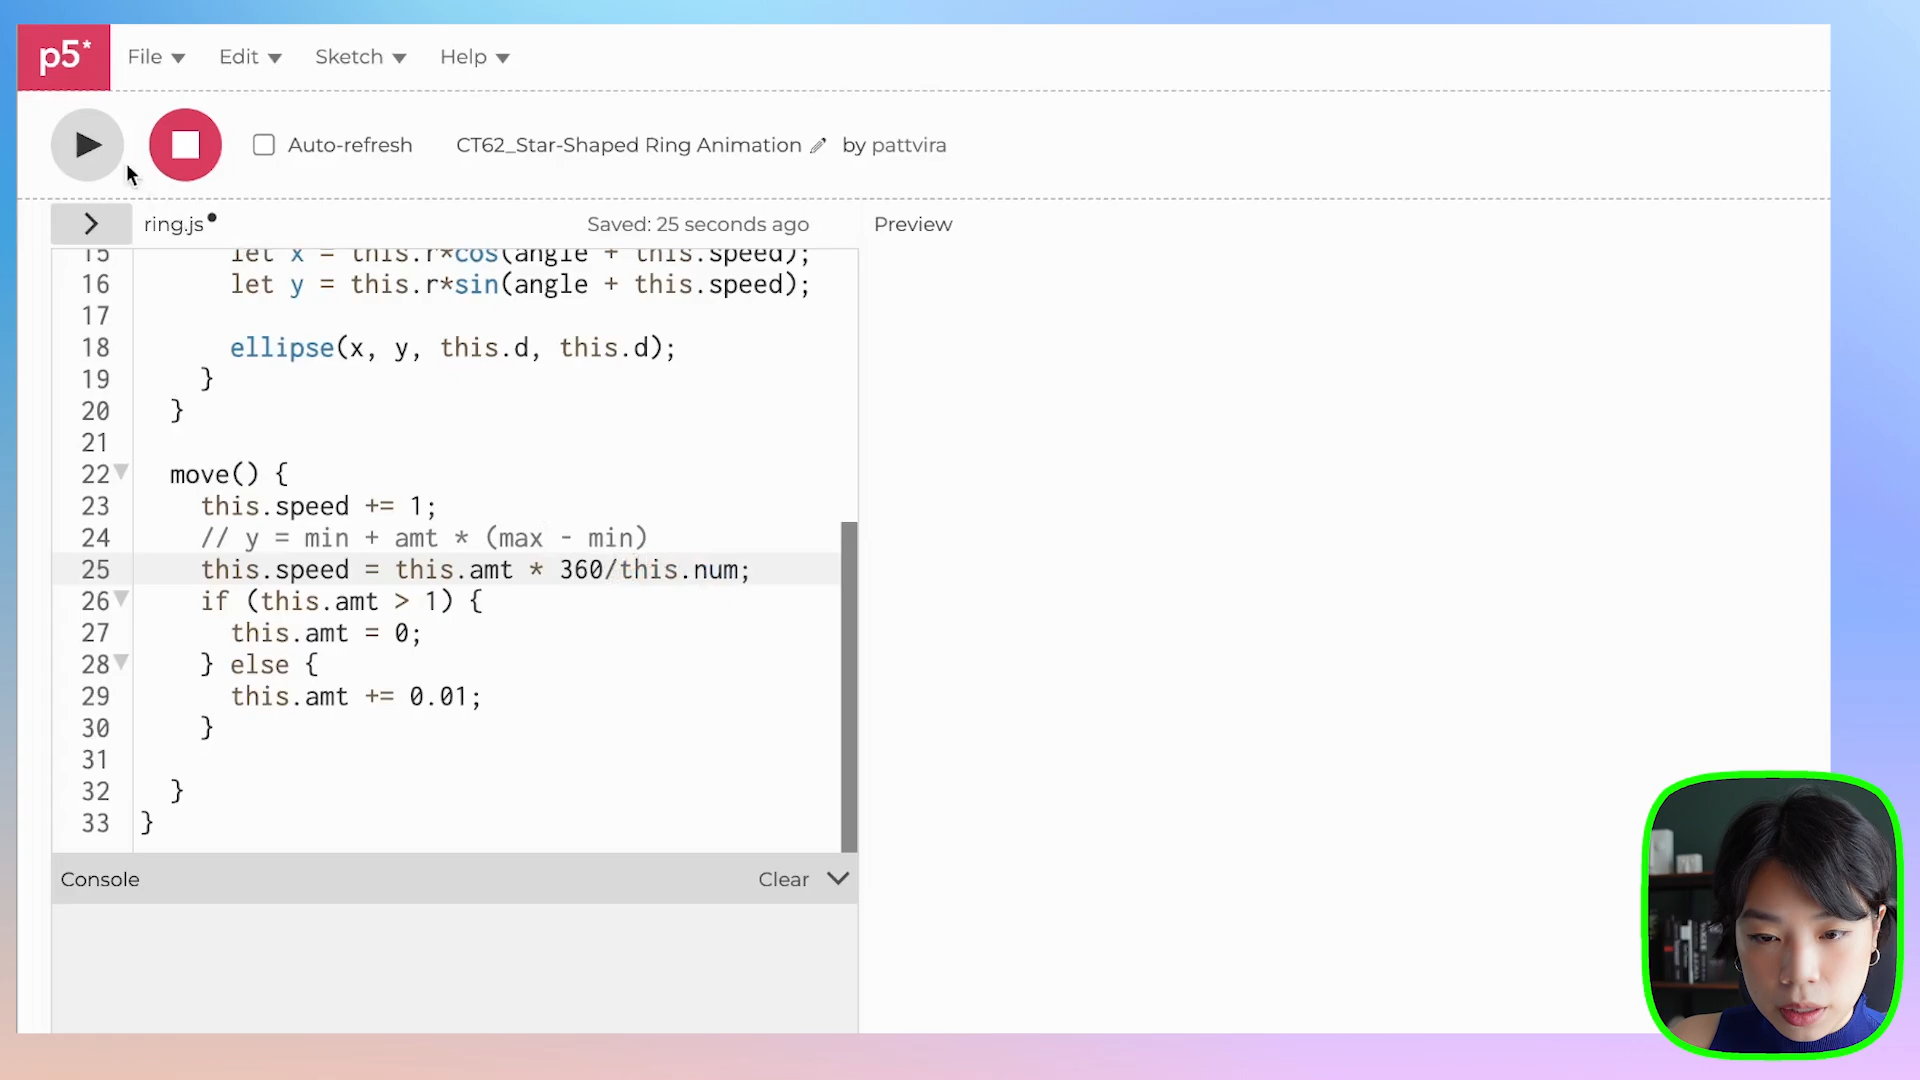 p5* File Edit Sketch Help
Auto-refresh CT62_Star-Shaped Ring Animation by pattvira
ring.js Saved: 25 seconds ago Preview
15 let x = this.r*cos(angle + this.speed);
16 let y = this.r*sin(angle + this.speed);
17
18 ellipse(x, y, this.d, this.d);
19 }
20 }
21
22 move() {
23 this.speed += 1;
24 // y = min + amt * (max - min)
25 this.speed = this.amt * 360/this.num;
26 if (this.amt > 1) {
27 this.amt = 0;
28 } else {
29 this.amt += 0.01;
30 }
31
32 }
33 }
Console Clear